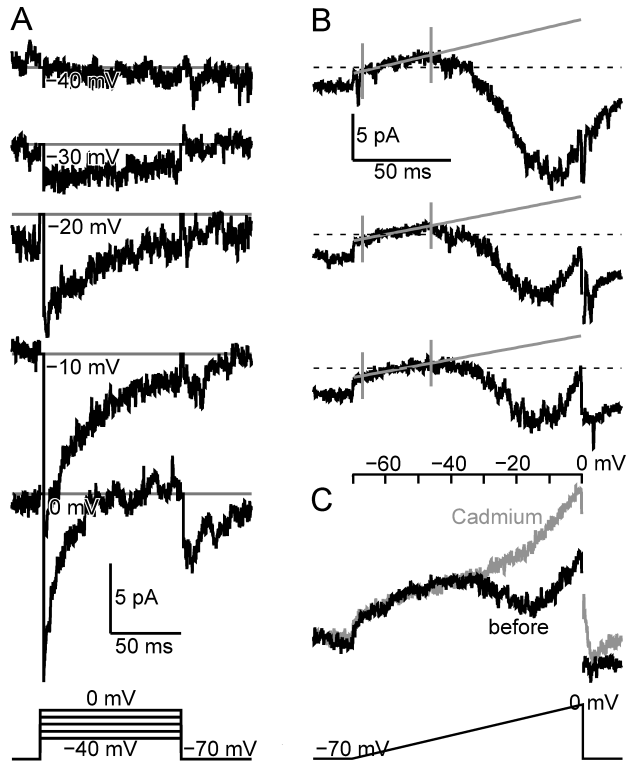 A
−40 mV
−30 mV
−20 mV
−10 mV
0 mV
5 pA
50 ms
0 mV
−40 mV
−70 mV
B
5 pA
50 ms
−60 −40 −20 0 mV
C
Cadmium
before
0 mV
−70 mV